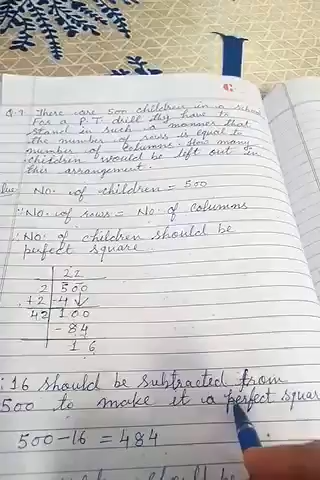 Q.7 There are 500 children in a school
For a P.T. drill they have to
stand in such a manner that
the number of rows is equal to
number of columns. How many
children would be left out in
this arrangement.
No. of children = 500
∵ No. of rows = No. of columns
∴ No. of children should be
perfect square
22
2 500
+2 -4 ↓
42 100
-84
16
∴ 16 should be subtracted from
500 to make it a perfect squar
500-16 = 484
should be